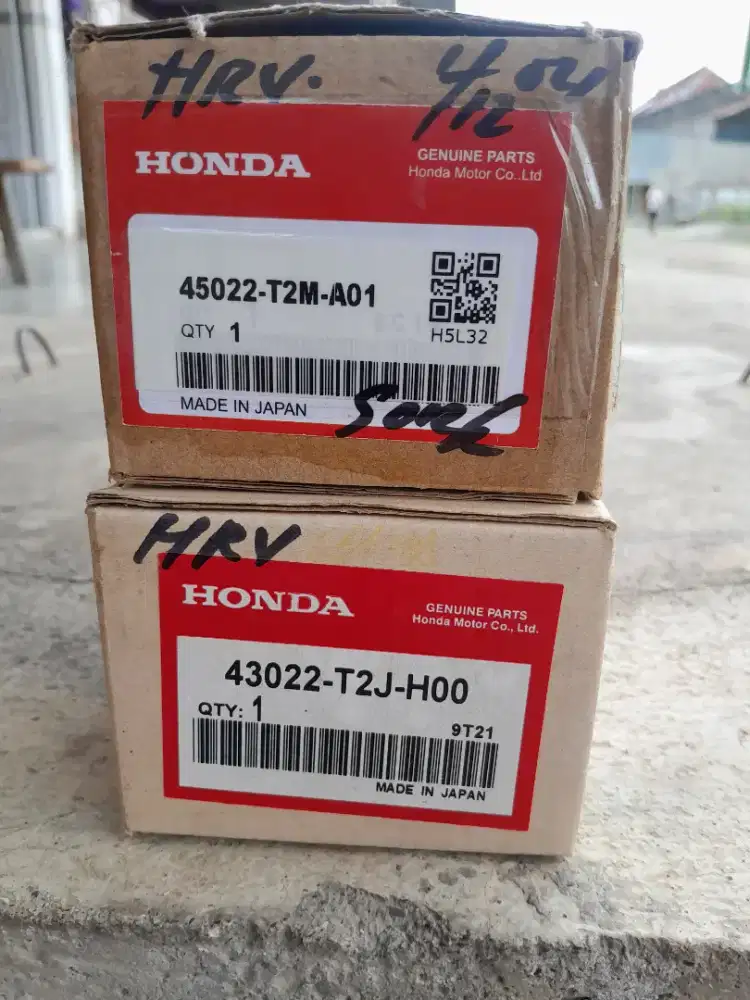 HRV.
HONDA
GENUINE PARTS
Honda Motor Co..Ltd
45022-T2M-A01
QTY 1
H5L32
MADE IN JAPAN
HRV
HONDA
GENUINE PARTS
Honda Motor Co., Ltd.
43022-T2J-H00
QTY: 1
9T21
MADE IN JAPAN